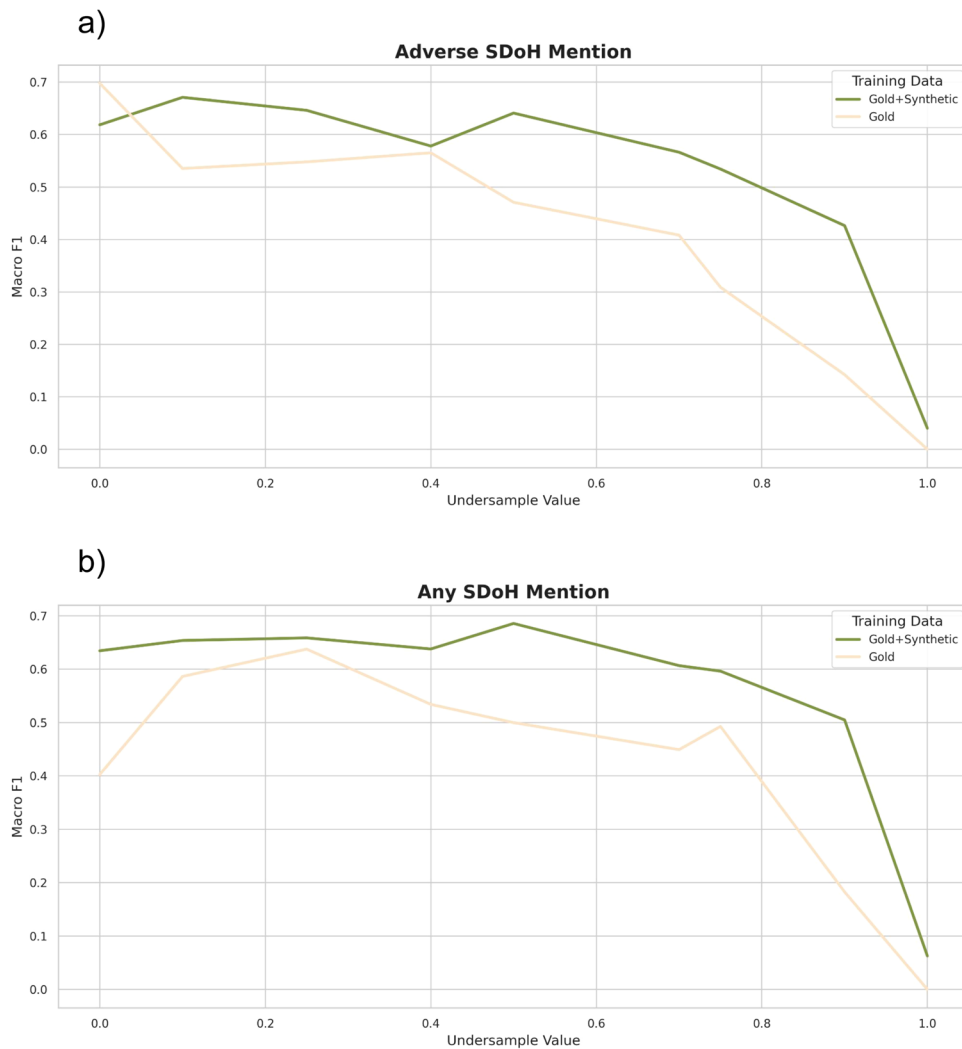 a)
Adverse SDoH Mention
Training Data
Gold+Synthetic
Gold
0.7
0.6
0.5
0.4
0.3
0.2
0.1
0.0
Macro F1
0.0 0.2 0.4 0.6 0.8 1.0
Undersample Value
b)
Any SDoH Mention
Training Data
Gold+Synthetic
Gold
0.7
0.6
0.5
0.4
0.3
0.2
0.1
0.0
Macro F1
0.0 0.2 0.4 0.6 0.8 1.0
Undersample Value